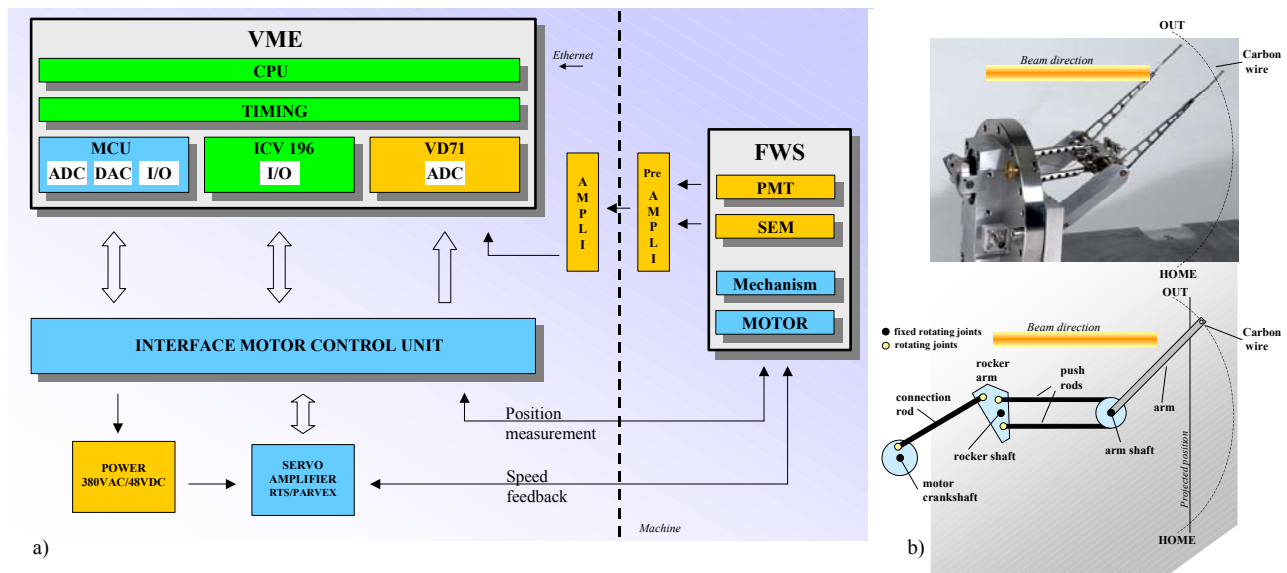 VME
Ethernet
CPU
TIMING
MCU
ADC DAC I/O
ICV 196
I/O
VD71
ADC
AMPLI
Pre
AMPLI
FWS
PMT
SEM
Mechanism
MOTOR
INTERFACE MOTOR CONTROL UNIT
Position
measurement
POWER
380VAC/48VDC
SERVO
AMPLIFIER
RTS/PARVEX
Speed
feedback
Machine
a)
OUT
Beam direction
Carbon
wire
HOME
OUT
fixed rotating joints
rotating joints
Beam direction
Carbon
wire
rocker
arm
push
rods
connection
rod
arm
rocker shaft
arm shaft
motor
crankshaft
Projected position
HOME
b)